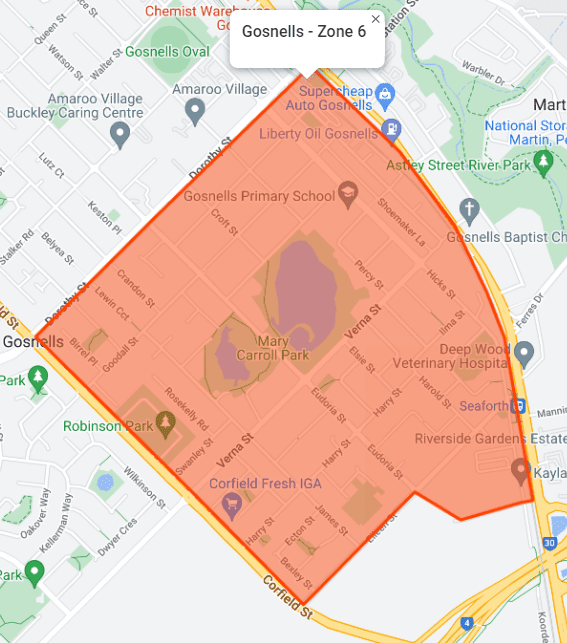 Chemist Warehouse
Go
Station St
Queen St
Watson St
Walter St
Gosnells Oval
Gosnells - Zone 6
×
Warbler Dr
Amaroo Village
Buckley Caring Centre
Amaroo Village
Supercheap
Auto Gosnells
Mart
National Stor
Martin, Pe
Liberty Oil Gosnells
Dorothy St
Astley Street River Park
Lutz Ct
Gosnells Primary School
Keston Pl
Croft St
Shoemaker La
Gosnells Baptist Ch
Stalker Rd
Belyea St
Crandon St
Percy St
Hicks St
Lewin Cct
Dorothy St
ld St
Gosnells
Verna St
Ilma St
Ferres Dr
Birrel Pl
Goodall St
Mary
Carroll Park
Elsie St
Deep Wood
Veterinary Hospital
Park
Rosekelly Rd
Eudoria St
Harry St
Harold St
Seaforth
Mannin
Robinson Park
Swanley St
Verna St
Harry St
Eudoria St
Riverside Gardens Estate
Kayla
Wilkinson St
Corfield Fresh IGA
Oakover Way
Kellerman Way
Dwyer Cres
Harry St
James St
Ecton St
Eileen St
Bexley St
30
Koorde
Park
Corfield St
4